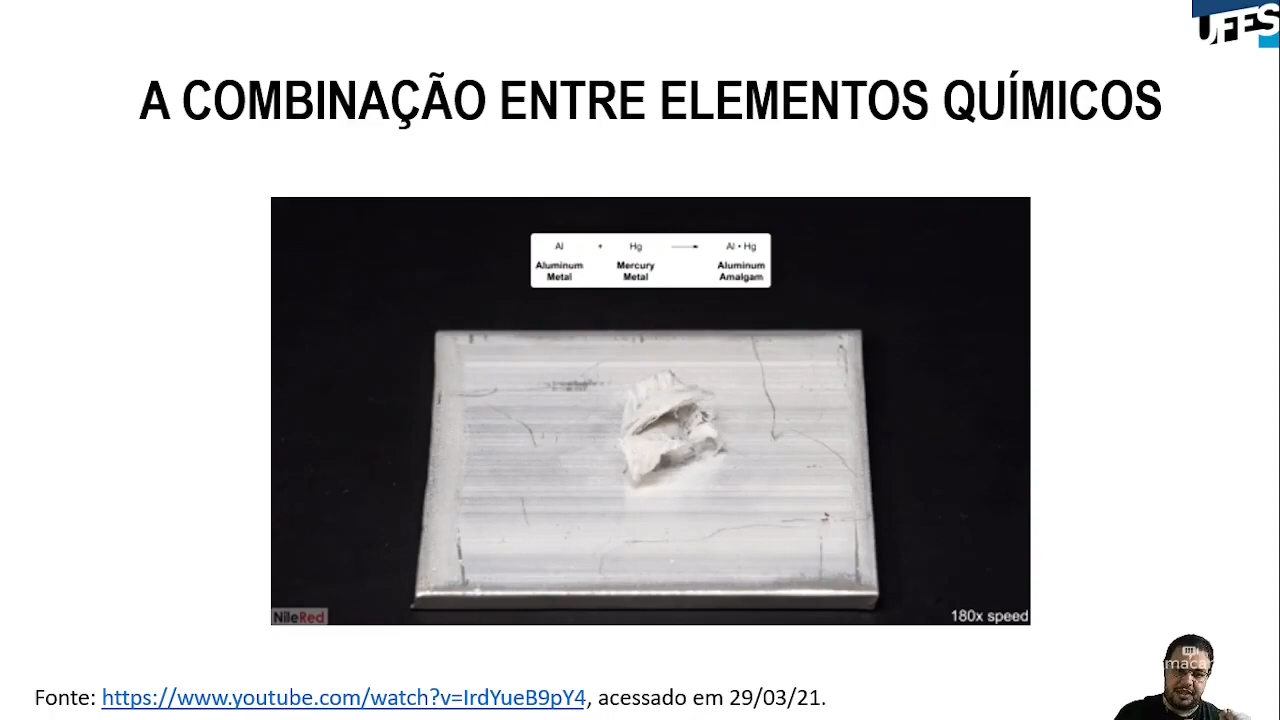 UFES
A COMBINAÇÃO ENTRE ELEMENTOS QUÍMICOS
Al + Hg → Al • Hg
Aluminum Mercury Aluminum
Metal Metal Amalgam
NileRed
180x speed
Fonte: https://www.youtube.com/watch?v=IrdYueB9pY4, acessado em 29/03/21.